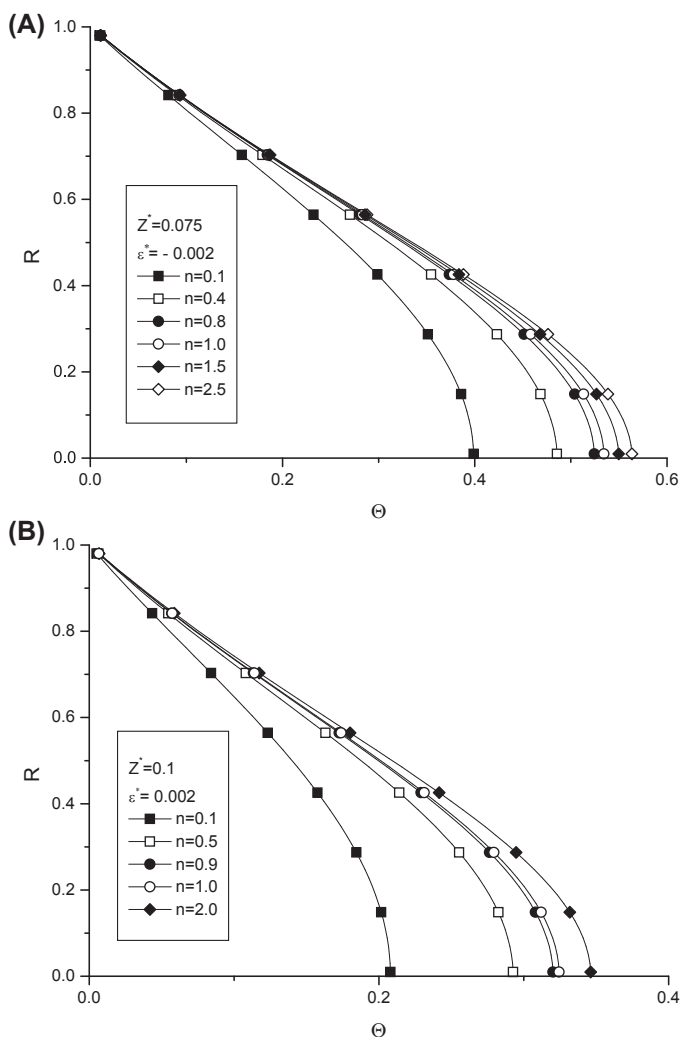 (A)
1.0
0.8
0.6
0.4
0.2
0.0
R
Z*=0.075
ε*= - 0.002
n=0.1
n=0.4
n=0.8
n=1.0
n=1.5
n=2.5
0.0 0.2 0.4 0.6
Θ
(B)
1.0
0.8
0.6
0.4
0.2
0.0
R
Z*=0.1
ε*= 0.002
n=0.1
n=0.5
n=0.9
n=1.0
n=2.0
0.0 0.2 0.4
Θ